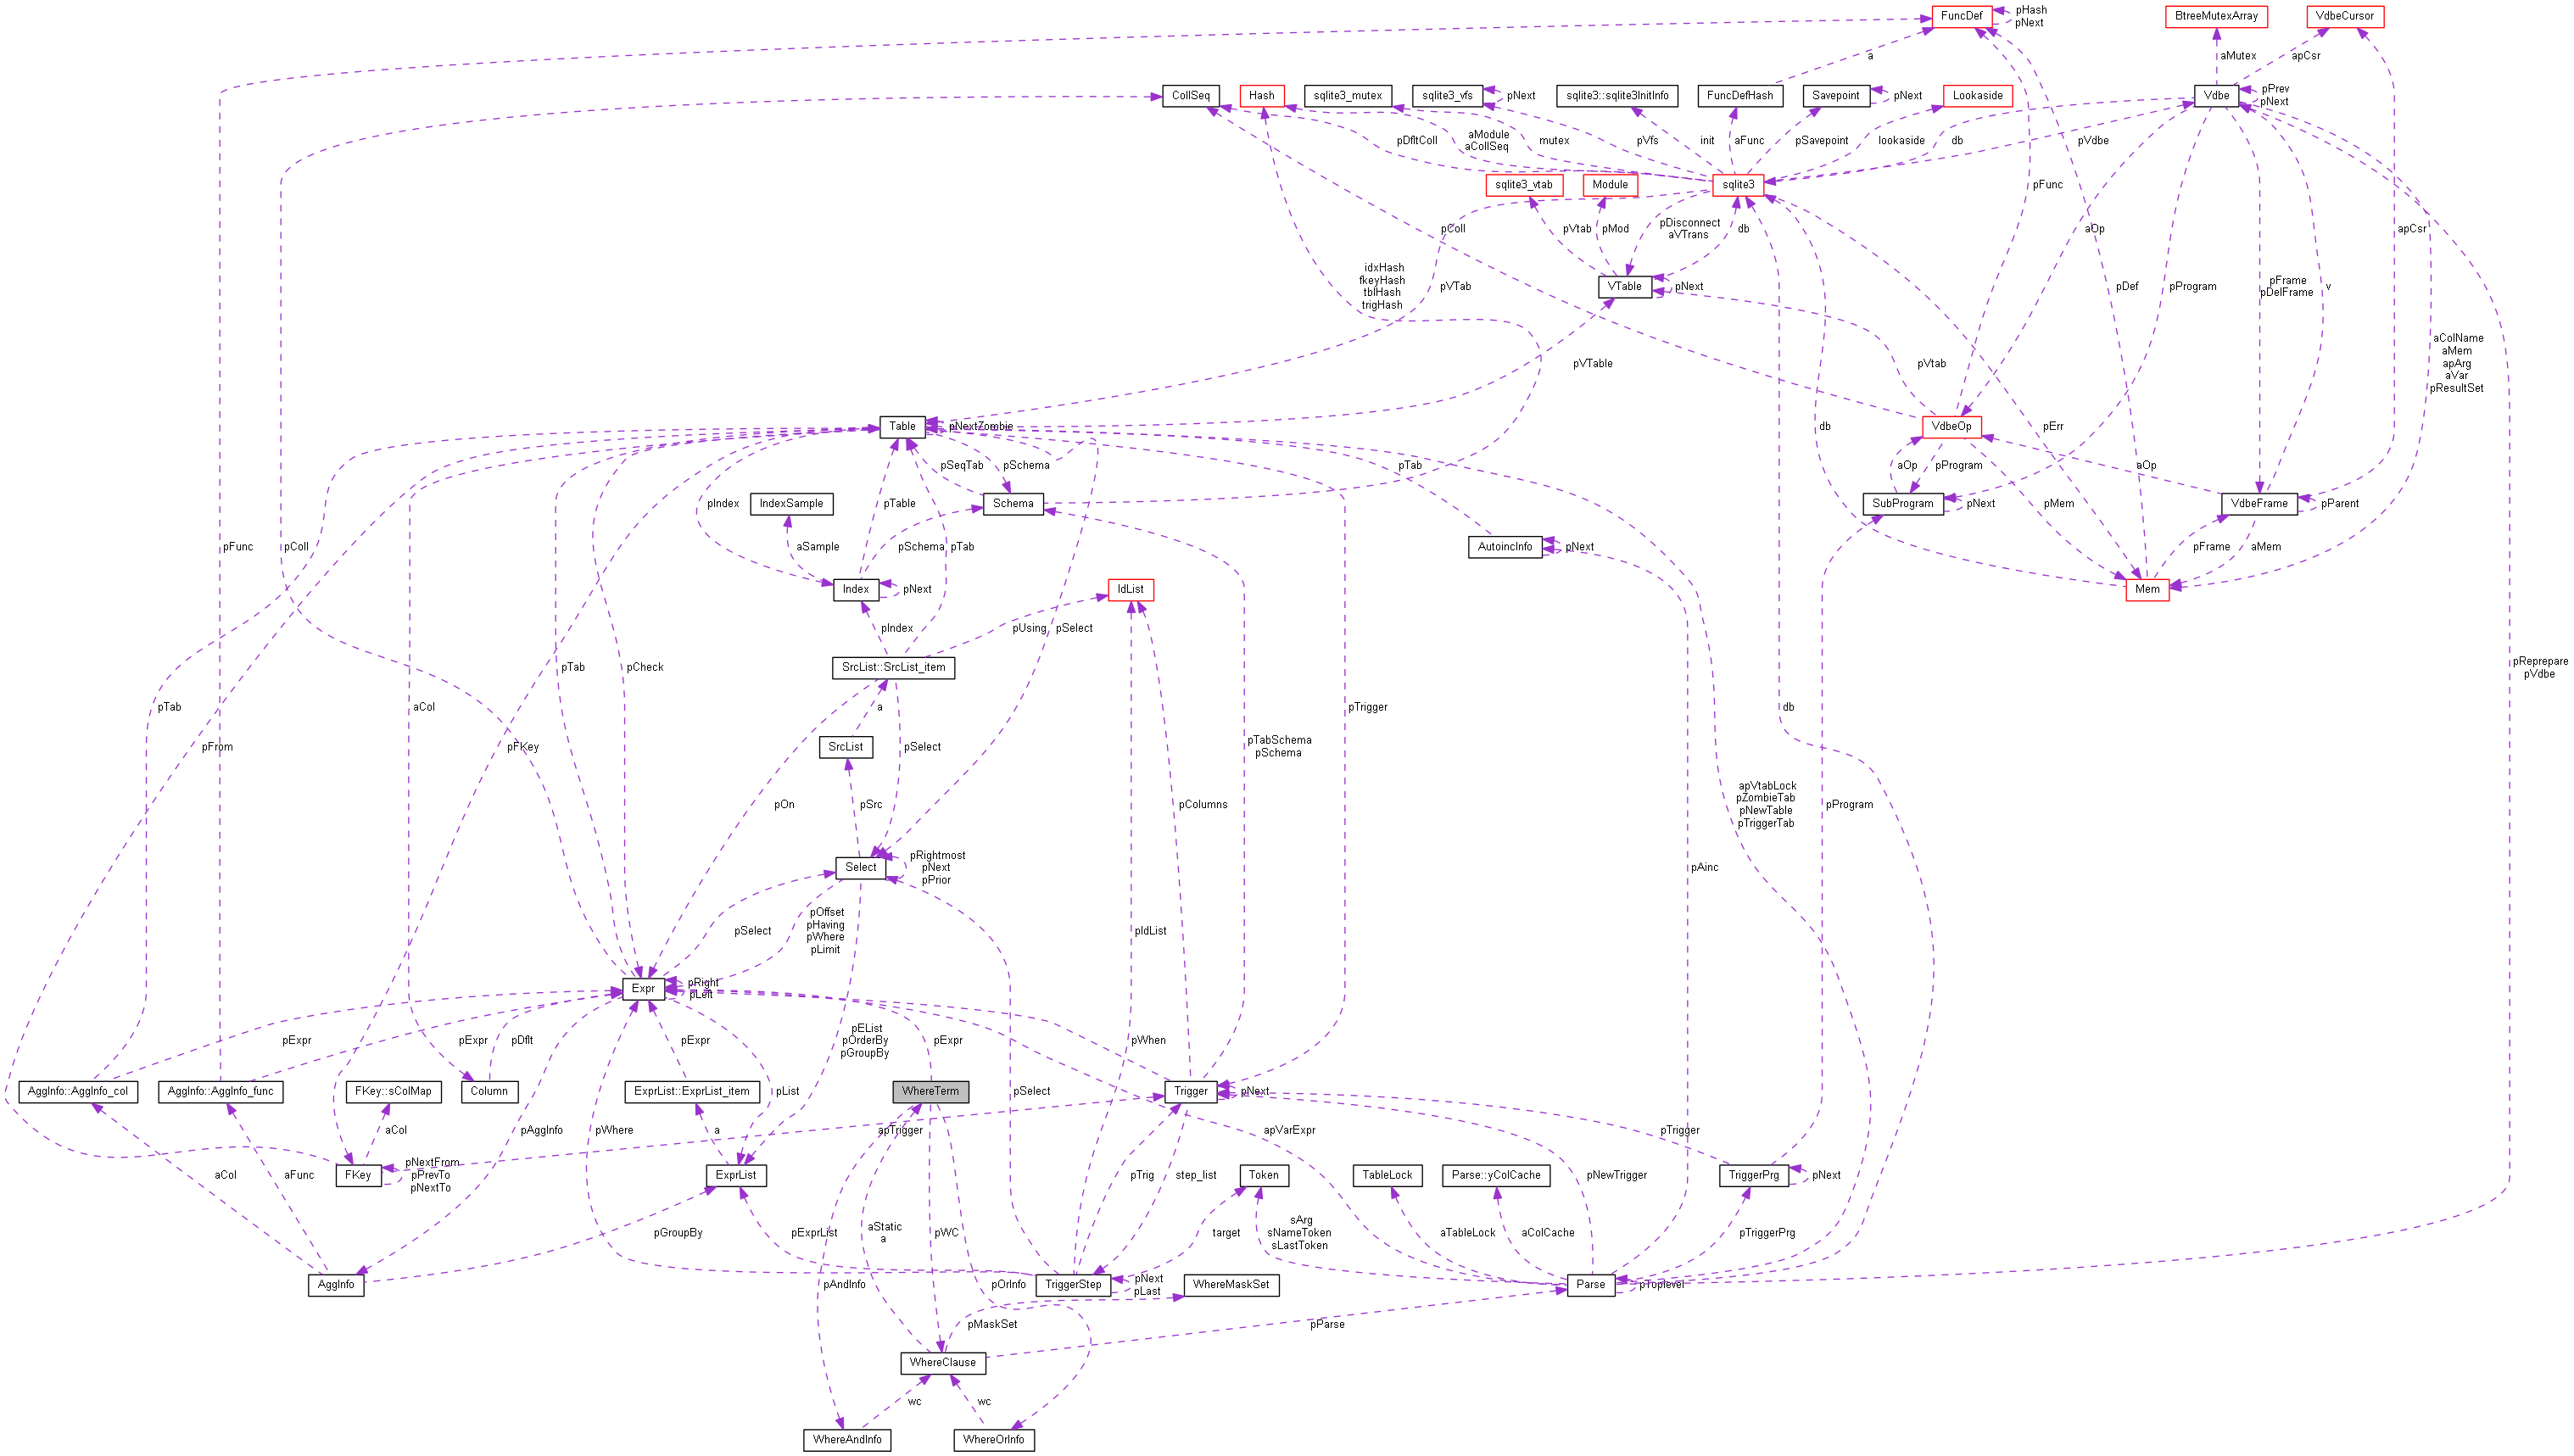 FuncDef
pHash
pNext
BtreeMutexArray
VdbeCursor
a
aMutex
apCsr
CollSeq
Hash
sqlite3_mutex
sqlite3_vfs
pNext
sqlite3::sqlite3InitInfo
FuncDefHash
Savepoint
pNext
Lookaside
Vdbe
pPrev
pNext
pDfltColl
aModule
aCollSeq
mutex
pVfs
init
aFunc
pSavepoint
lookaside
db
pVdbe
sqlite3_vtab
Module
sqlite3
pFunc
pColl
pVtab
pMod
pDisconnect
aVTrans
db
aOp
apCsr
idxHash
fkeyHash
tblHash
trigHash
pVTab
VTable
pNext
pDef
pProgram
pFrame
pDelFrame
v
pVTable
pVtab
aColName
aMem
apArg
aVar
pResultSet
Table
pNextZombie
db
pErr
VdbeOp
pSeqTab
pSchema
pTab
aOp
pProgram
aOp
pIndex
IndexSample
pTable
Schema
pMem
SubProgram
pNext
VdbeFrame
pParent
pFunc
pColl
aSample
pSchema
pTab
AutoincInfo
pNext
pFrame
aMem
Index
pNext
IdList
Mem
pIndex
pUsing
pSelect
pTab
pCheck
SrcList::SrcList_item
pReprepare
pVdbe
pTab
aCol
a
pTrigger
db
pFrom
pFKey
SrcList
pSelect
pTabSchema
pSchema
pOn
pSrc
pColumns
apVtabLock
pZombieTab
pNewTable
pTriggerTab
pProgram
Select
pRightmost
pNext
pPrior
pAinc
pSelect
pOffset
pHaving
pWhere
pLimit
pIdList
Expr
pRight
pLeft
pExpr
pExpr
pDflt
pExpr
pEList
pOrderBy
pGroupBy
pExpr
pWhen
AggInfo::AggInfo_col
AggInfo::AggInfo_func
FKey::sColMap
Column
ExprList::ExprList_item
pList
WhereTerm
pSelect
Trigger
pNext
aCol
pAggInfo
pWhere
a
apTrigger
apVarExpr
pTrigger
FKey
pNextFrom
pPrevTo
pNextTo
ExprList
pTrig
step_list
Token
TableLock
Parse::yColCache
pNewTrigger
TriggerPrg
pNext
aCol
aFunc
pGroupBy
aStatic
a
pWC
pExprList
target
sArg
sNameToken
sLastToken
aTableLock
aColCache
pTriggerPrg
AggInfo
pAndInfo
pOrInfo
TriggerStep
pNext
pLast
WhereMaskSet
Parse
pToplevel
pMaskSet
pParse
WhereClause
wc
wc
WhereAndInfo
WhereOrInfo